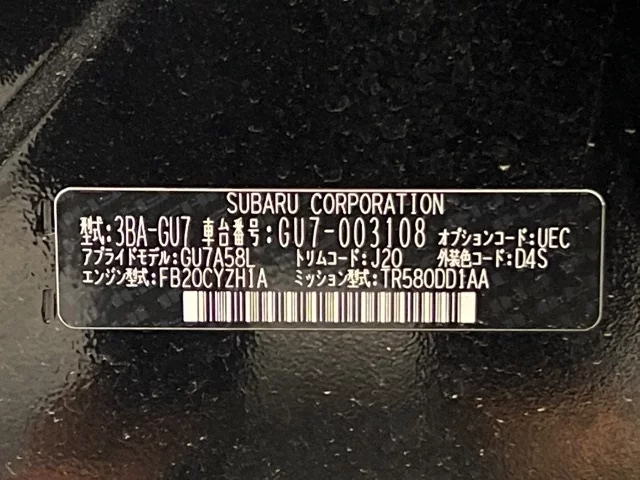 SUBARU CORPORATION
型式:3BA-GU7 車台番号:GU7-003108 オプションコード:UEC
アプライドモデル:GU7A58L トリムコード:J20 外装色コード:D4S
エンジン型式:FB20CYZHIA ミッション型式:TR580DD1AA